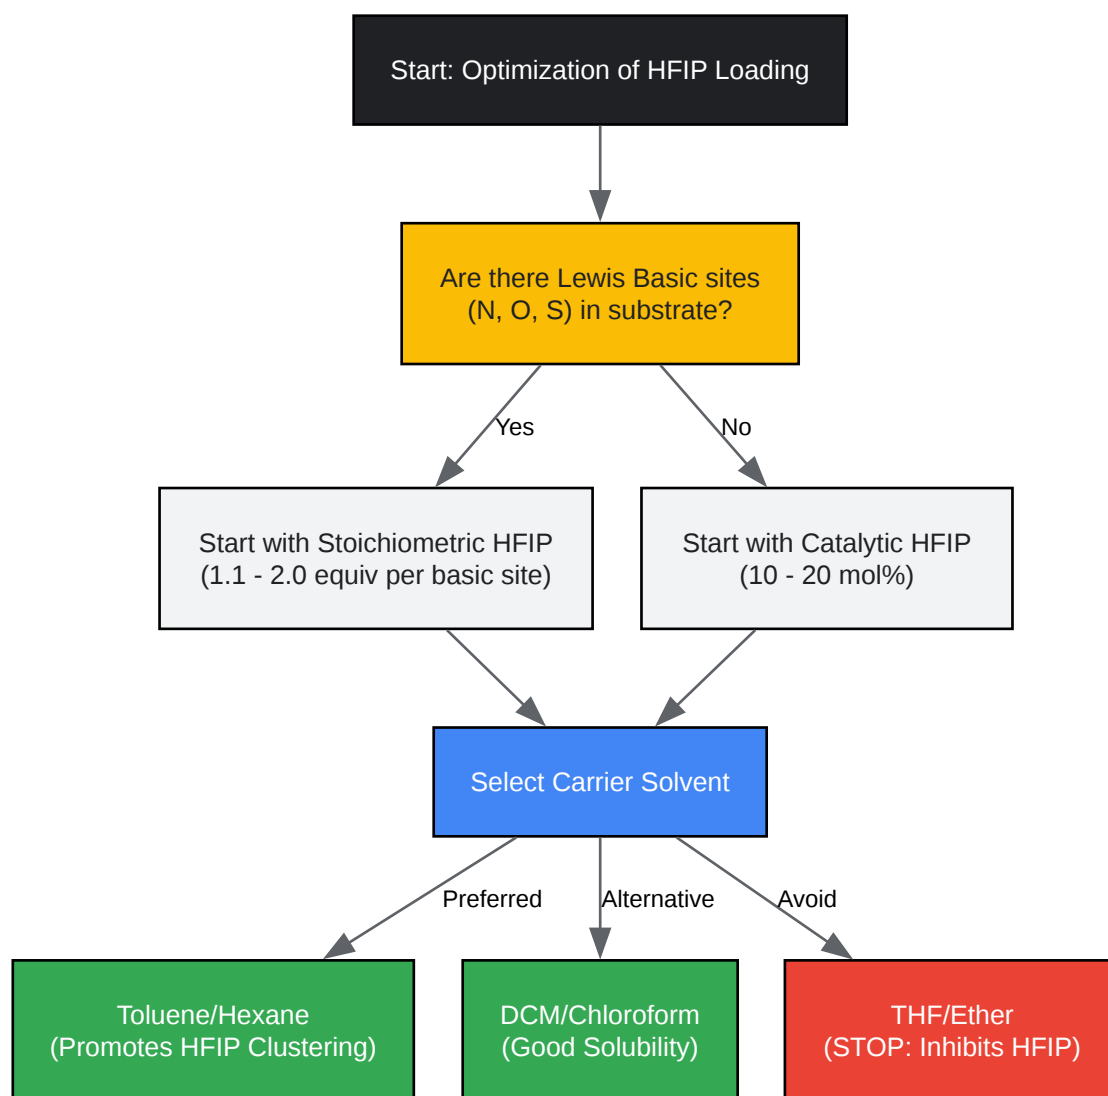 Start: Optimization of HFIP Loading
Are there Lewis Basic sites
(N, O, S) in substrate?
Yes
No
Start with Stoichiometric HFIP
(1.1 - 2.0 equiv per basic site)
Start with Catalytic HFIP
(10 - 20 mol%)
Select Carrier Solvent
Preferred
Alternative
Avoid
Toluene/Hexane
(Promotes HFIP Clustering)
DCM/Chloroform
(Good Solubility)
THF/Ether
(STOP: Inhibits HFIP)